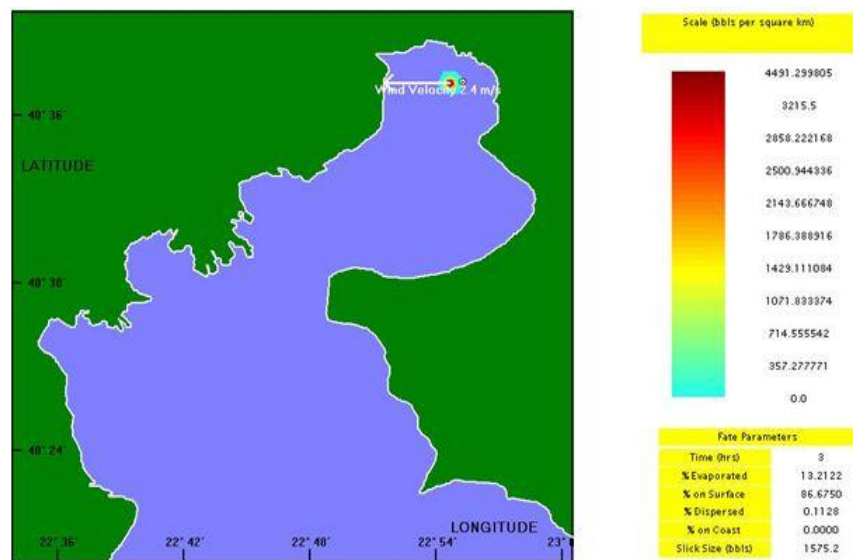 Scale (bbls per square km)
4491.299805
3215.5
2858.222168
2500.944336
2143.666748
1786.388916
1429.111084
1071.833374
714.555542
357.277771
0.0
Wind Velocity 2.4 m/s
40° 36'
LATITUDE
40° 30'
40° 24'
LONGITUDE
22° 36' 22° 42' 22° 48' 22° 54' 23° 0
Fate Parameters
Time (hrs) 3
% Evaporated 13.2122
% on Surface 86.6750
% Dispersed 0.1128
% on Coast 0.0000
Slick Size (bbls) 1575.2